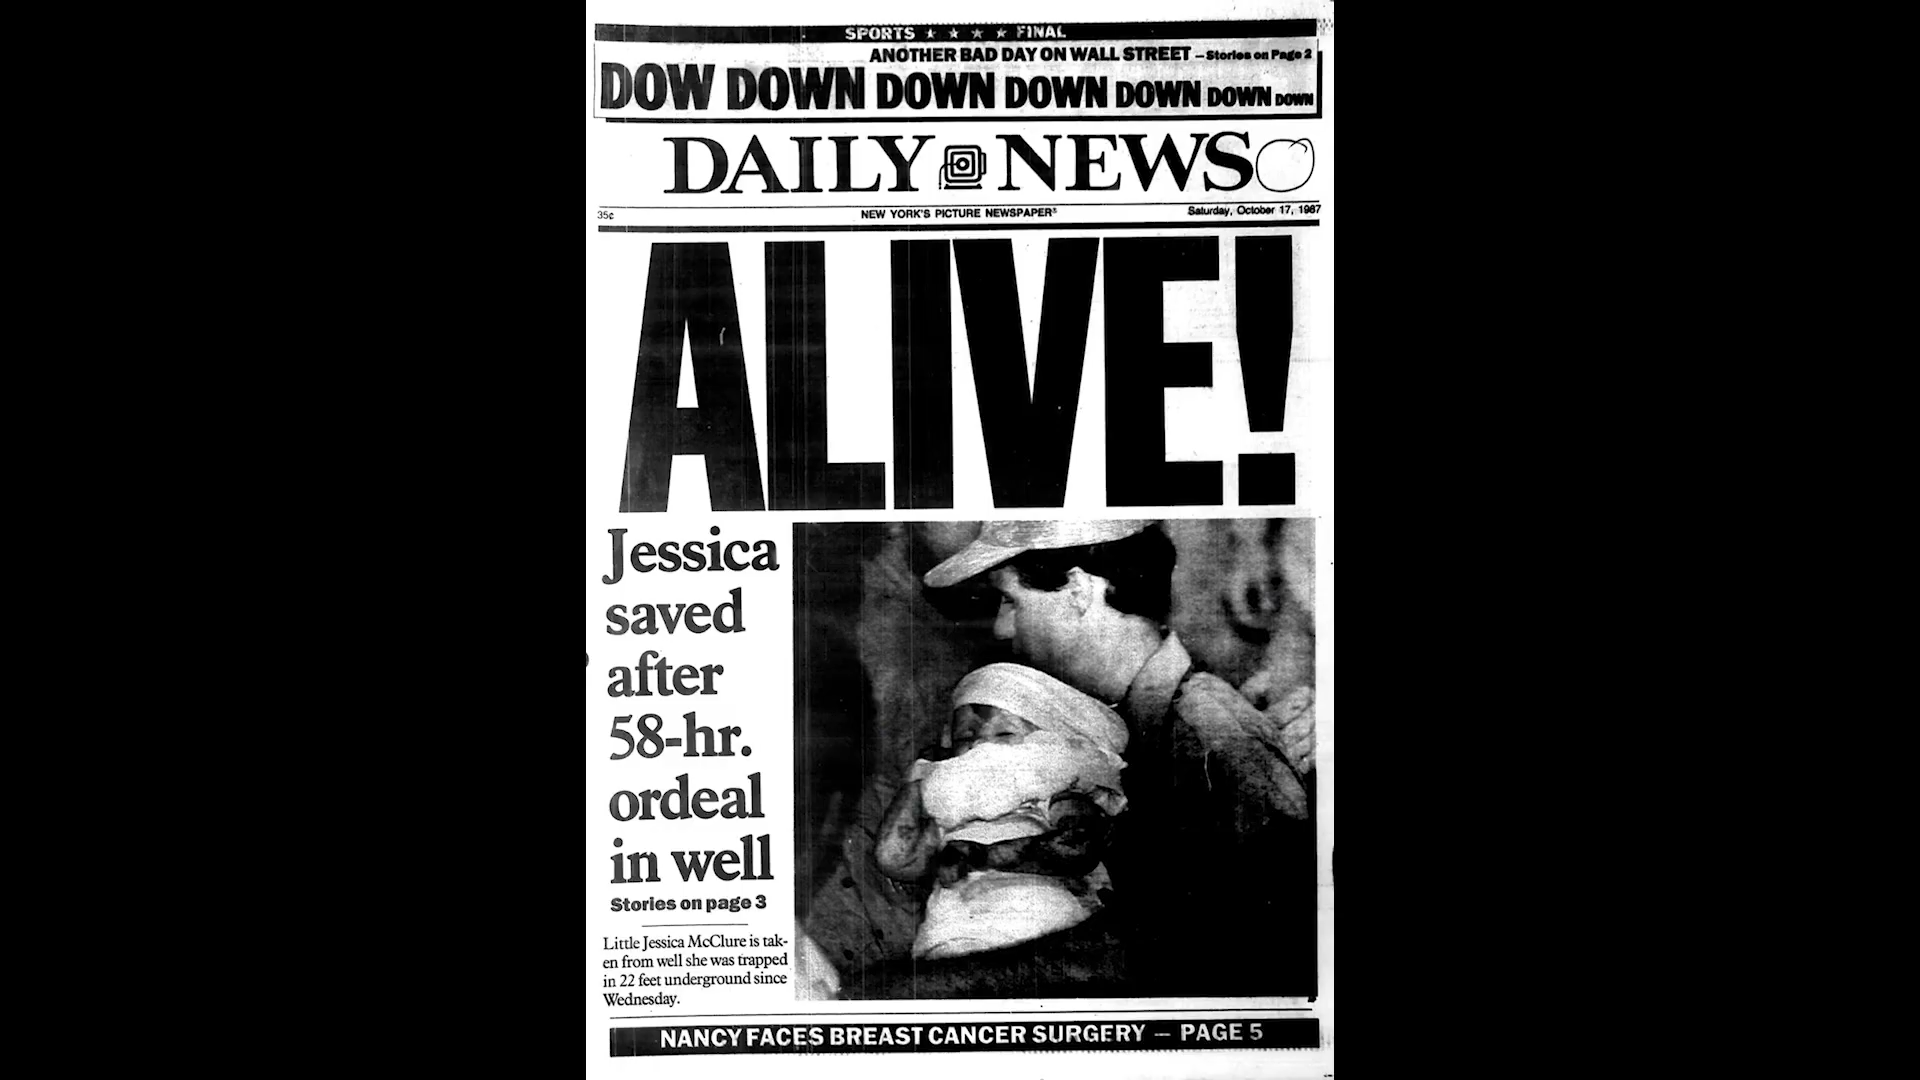 SPORTS ★ ★ ★ ★ FINAL
ANOTHER BAD DAY ON WALL STREET – Stories on Page 2
DOW DOWN DOWN DOWN DOWN DOWN DOWN
DAILY NEWS
35¢
NEW YORK'S PICTURE NEWSPAPER®
Saturday, October 17, 1987
ALIVE!
Jessica
saved
after
58-hr.
ordeal
in well
Stories on page 3
Little Jessica McClure is tak-
en from well she was trapped
in 22 feet underground since
Wednesday.
NANCY FACES BREAST CANCER SURGERY — PAGE 5